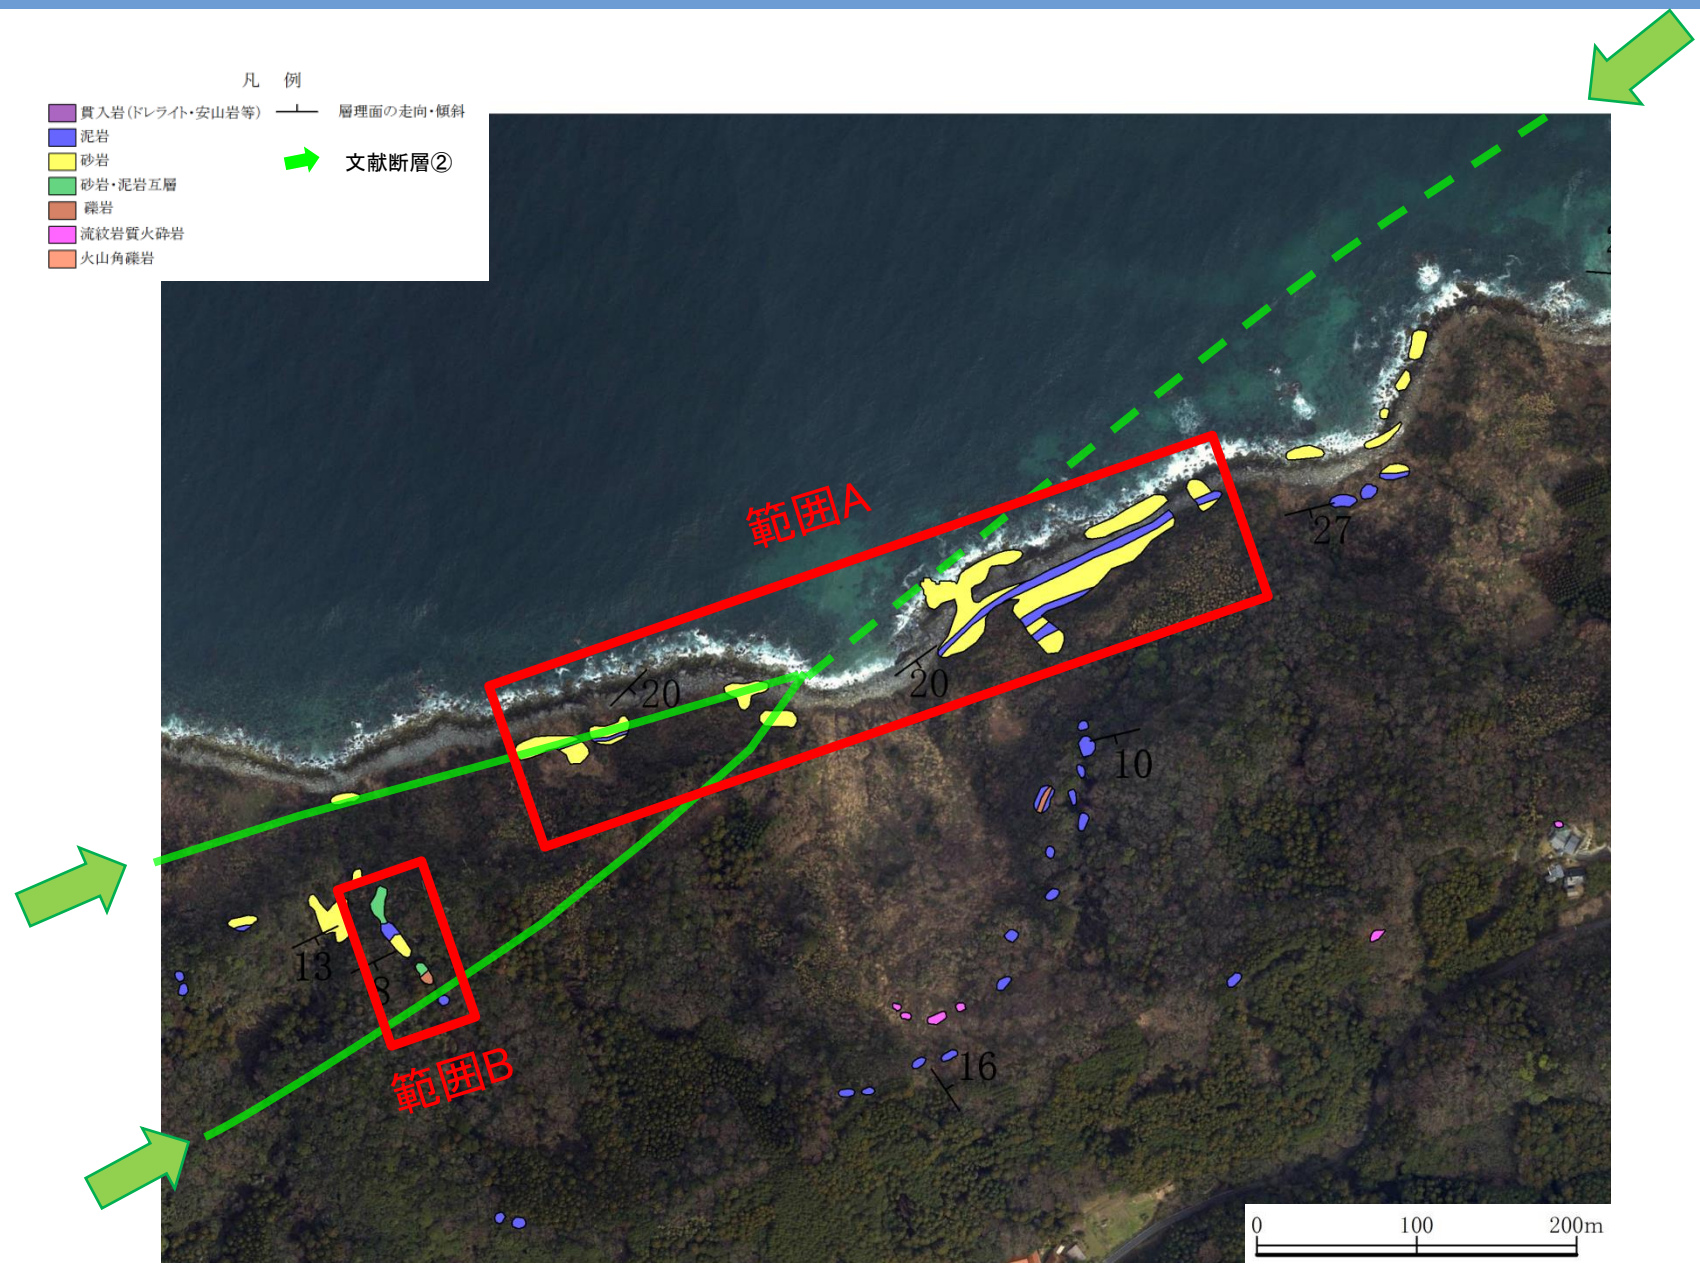 凡 例
貫入岩(ドレライト・安山岩等)
層理面の走向・傾斜
泥岩
砂岩
文献断層②
砂岩・泥岩互層
礫岩
流紋岩質火砕岩
火山角礫岩
範囲A
27
20
20
10
13
8
範囲B
16
0 100 200m